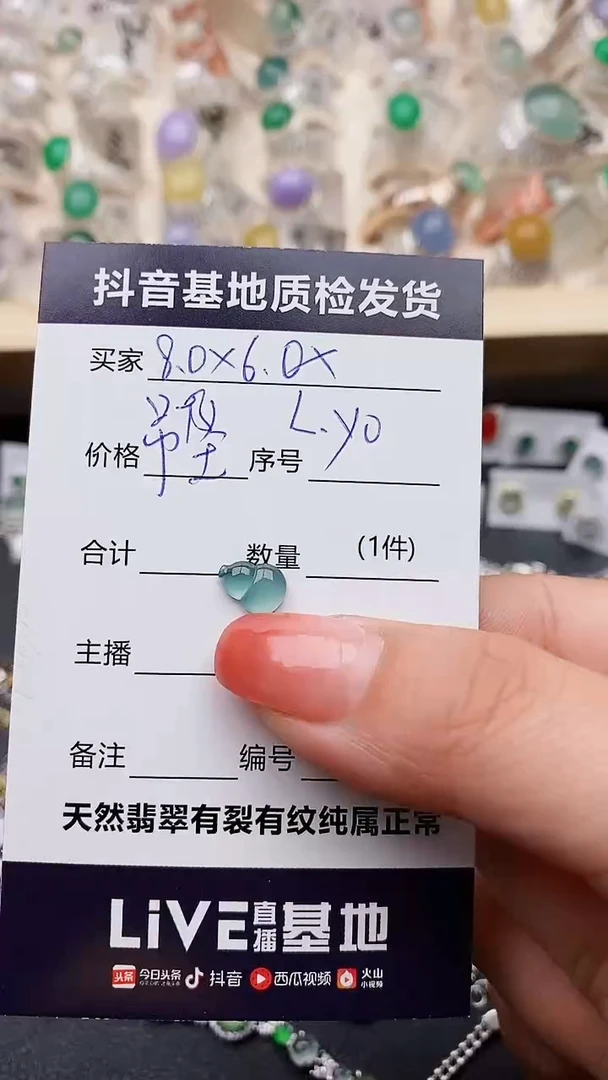 抖音基地质检发货
买家 8.0×6.0×
价格 吊坠 序号 L.yo
合计 数量 (1件)
主播
备注 编号
天然翡翠有裂有纹纯属正常
LiVE直播基地
头条 今日头条 抖音 西瓜视频 火山小视频